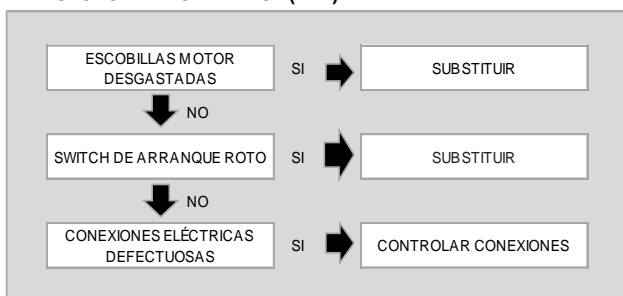 ESCOBILLAS MOTOR
DESGASTADAS
SI
SUBSTITUIR
NO
SWITCH DE ARRANQUE ROTO
SI
SUBSTITUIR
NO
CONEXIONES ELÉCTRICAS
DEFECTUOSAS
SI
CONTROLAR CONEXIONES